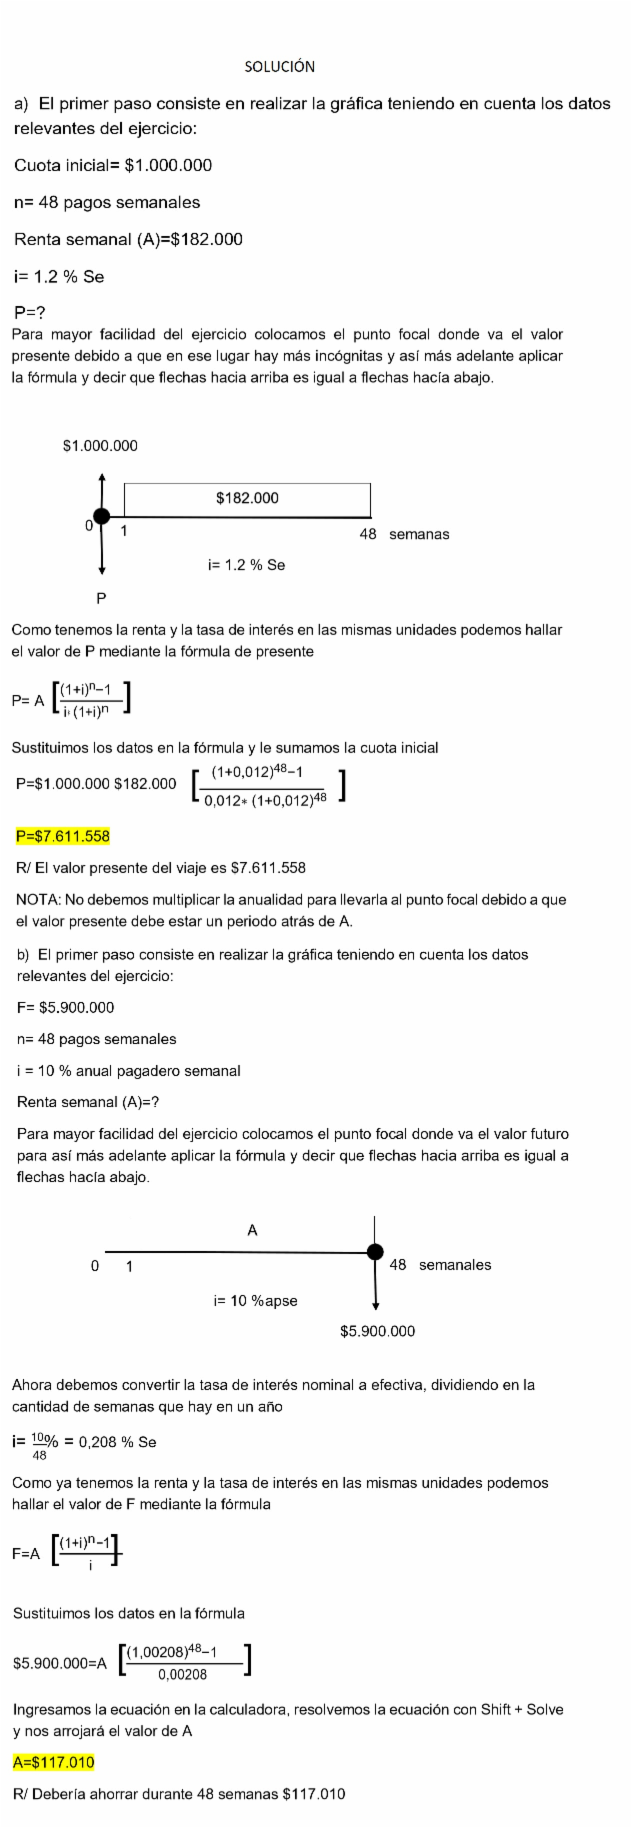 SOLUCIÓN
a) El primer paso consiste en realizar la gráfica teniendo en cuenta los datos
relevantes del ejercicio:
Cuota inicial= $1.000.000
n= 48 pagos semanales
Renta semanal (A)=$182.000
i= 1.2 % Se
P=?
Para mayor facilidad del ejercicio colocamos el punto focal donde va el valor
presente debido a que en ese lugar hay más incógnitas y así más adelante aplicar
la fórmula y decir que flechas hacia arriba es igual a flechas hacía abajo.
$1.000.000
$182.000
0 1 48 semanas
i= 1.2 % Se
P
Como tenemos la renta y la tasa de interés en las mismas unidades podemos hallar
el valor de P mediante la fórmula de presente
P= A [(1+i)ⁿ−1 / i·(1+i)ⁿ]
Sustituimos los datos en la fórmula y le sumamos la cuota inicial
P=$1.000.000 $182.000 [(1+0,012)⁴⁸−1 / 0,012* (1+0,012)⁴⁸]
P=$7.611.558
R/ El valor presente del viaje es $7.611.558
NOTA: No debemos multiplicar la anualidad para llevarla al punto focal debido a que
el valor presente debe estar un periodo atrás de A.
b) El primer paso consiste en realizar la gráfica teniendo en cuenta los datos
relevantes del ejercicio:
F= $5.900.000
n= 48 pagos semanales
i = 10 % anual pagadero semanal
Renta semanal (A)=?
Para mayor facilidad del ejercicio colocamos el punto focal donde va el valor futuro
para así más adelante aplicar la fórmula y decir que flechas hacia arriba es igual a
flechas hacía abajo.
A
0 1 48 semanales
i= 10 %apse
$5.900.000
Ahora debemos convertir la tasa de interés nominal a efectiva, dividiendo en la
cantidad de semanas que hay en un año
i= 10/48 % = 0,208 % Se
Como ya tenemos la renta y la tasa de interés en las mismas unidades podemos
hallar el valor de F mediante la fórmula
F=A [(1+i)ⁿ−1 / i]
Sustituimos los datos en la fórmula
$5.900.000=A [(1,00208)⁴⁸−1 / 0,00208]
Ingresamos la ecuación en la calculadora, resolvemos la ecuación con Shift + Solve
y nos arrojará el valor de A
A=$117.010
R/ Debería ahorrar durante 48 semanas $117.010